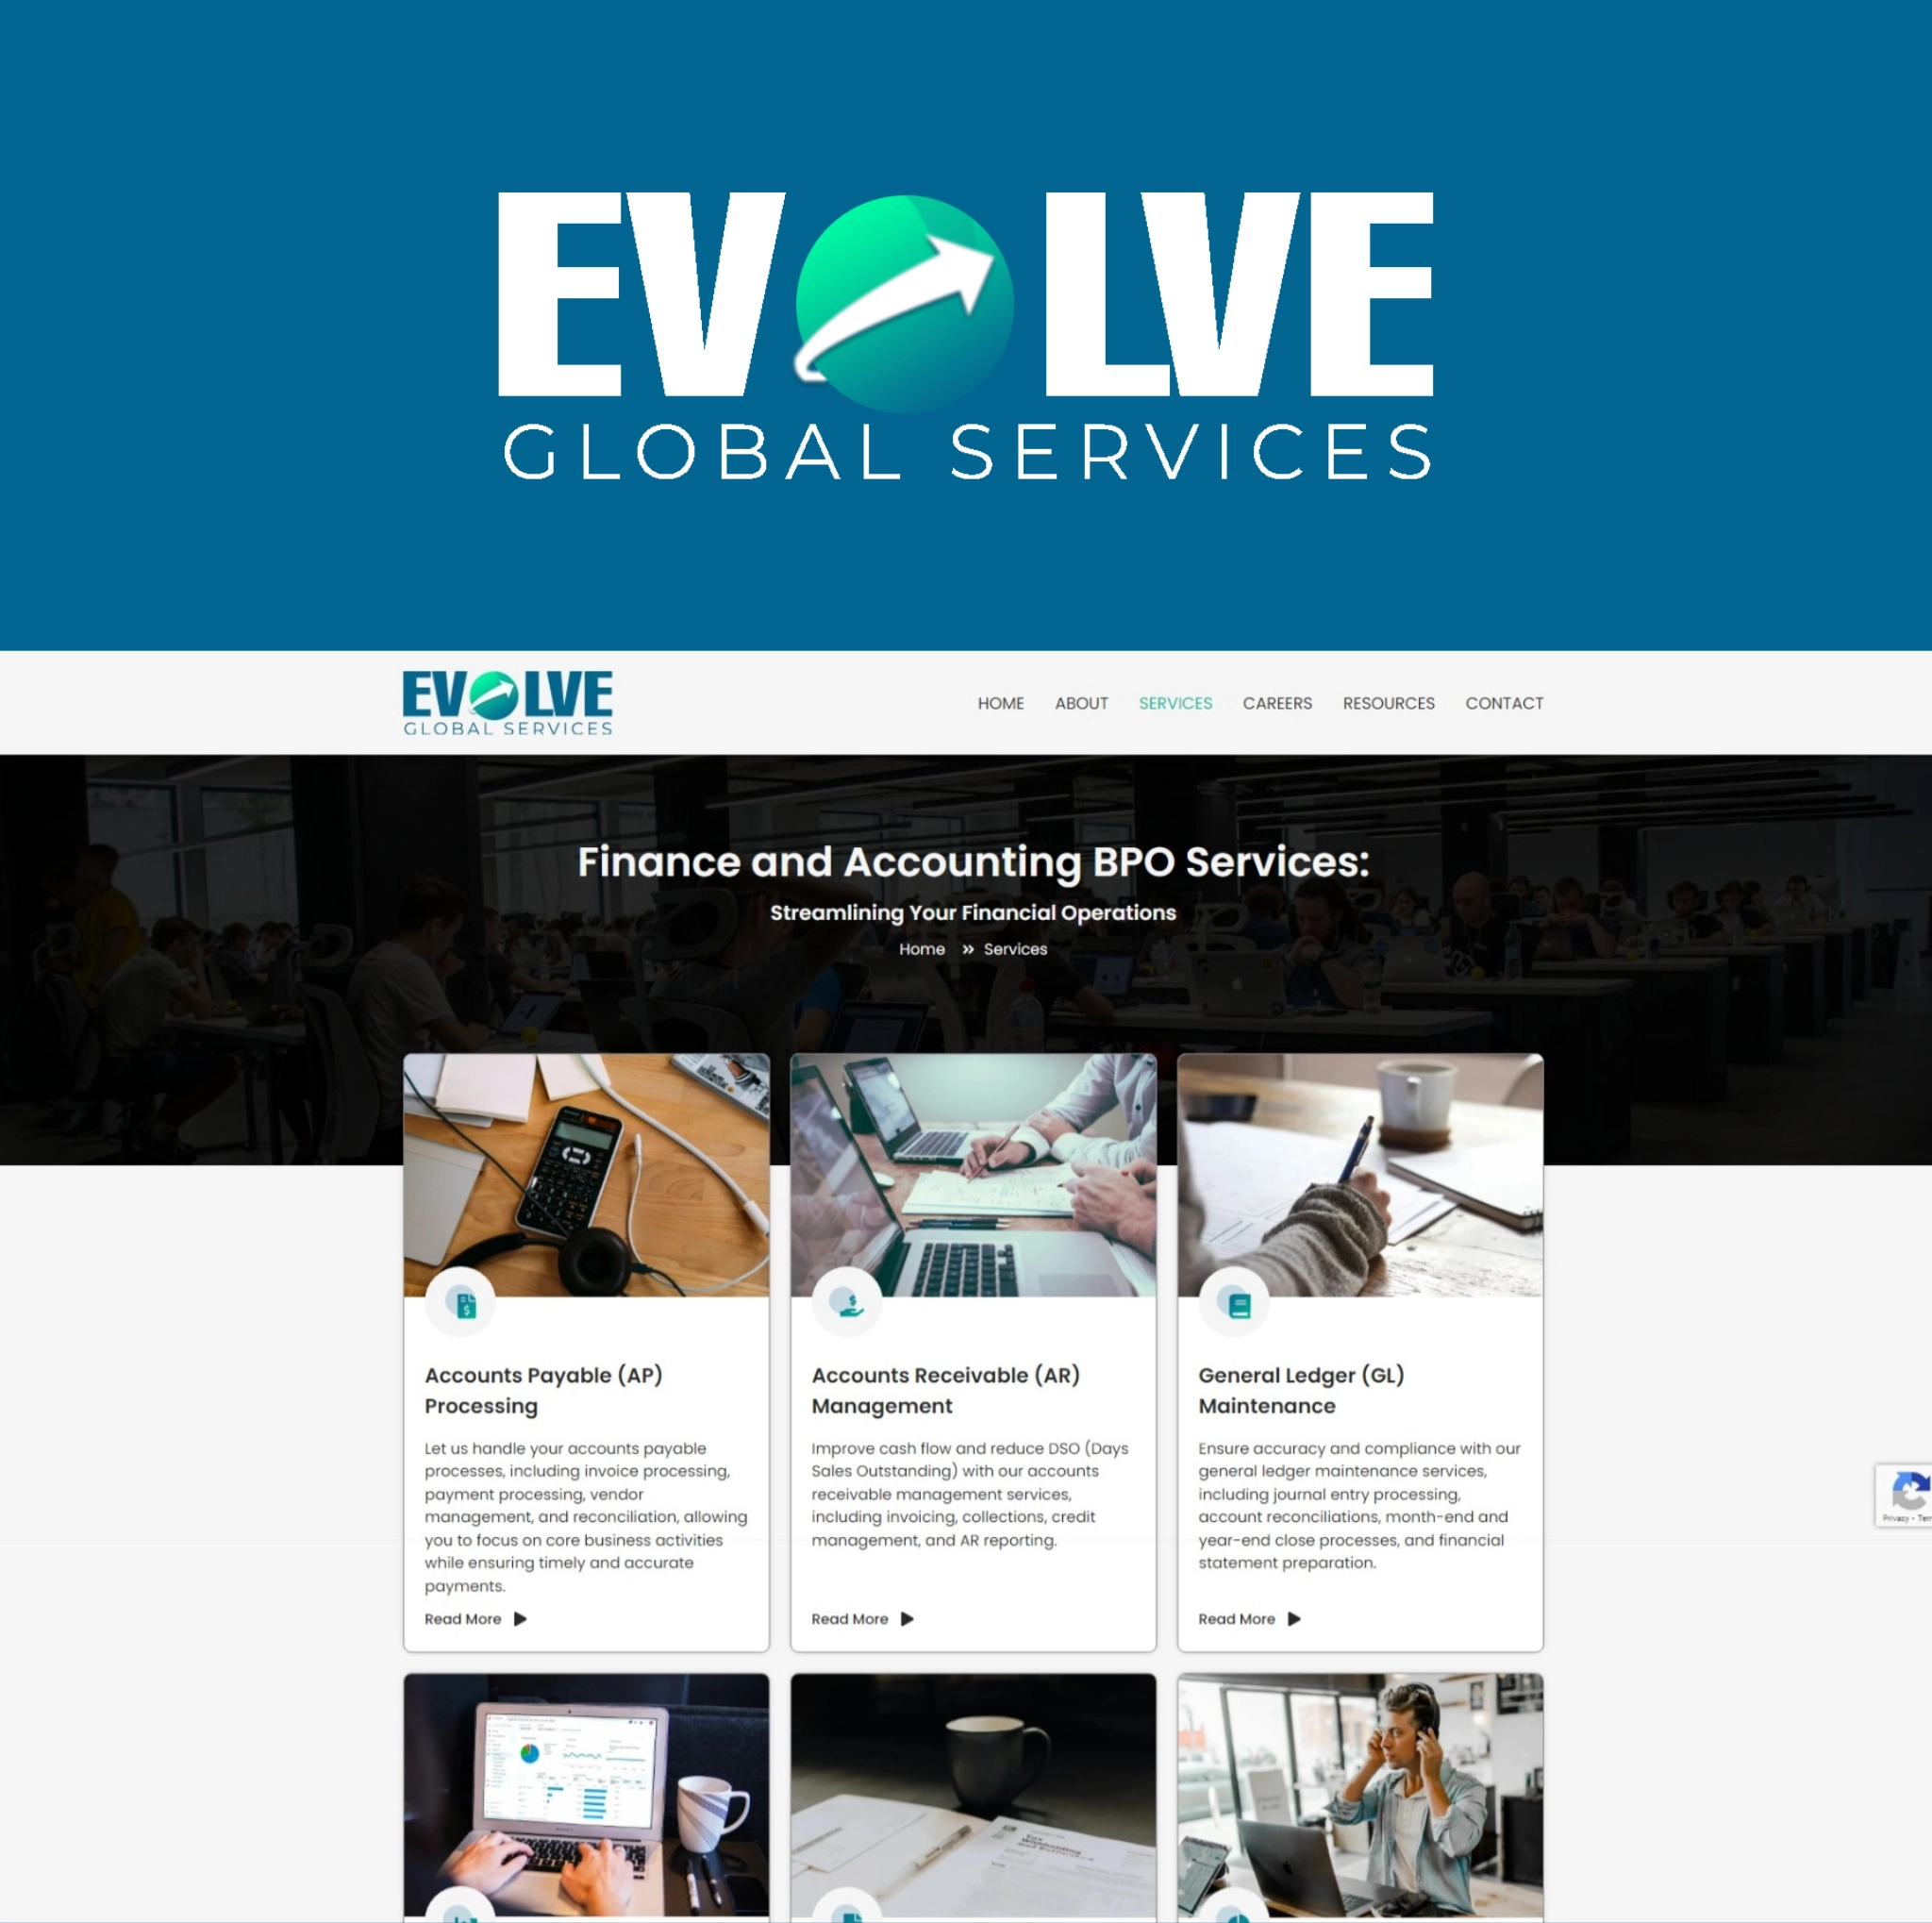 EVOLVE
GLOBAL SERVICES
EVOLVE
GLOBAL SERVICES
HOME ABOUT SERVICES CAREERS RESOURCES CONTACT
Finance and Accounting BPO Services:
Streamlining Your Financial Operations
Home » Services
Accounts Payable (AP)
Processing
Let us handle your accounts payable
processes, including invoice processing,
payment processing, vendor
management, and reconciliation, allowing
you to focus on core business activities
while ensuring timely and accurate
payments.
Read More
Accounts Receivable (AR)
Management
Improve cash flow and reduce DSO (Days
Sales Outstanding) with our accounts
receivable management services,
including invoicing, collections, credit
management, and AR reporting.
Read More
General Ledger (GL)
Maintenance
Ensure accuracy and compliance with our
general ledger maintenance services,
including journal entry processing,
account reconciliations, month-end and
year-end close processes, and financial
statement preparation.
Read More
Privacy